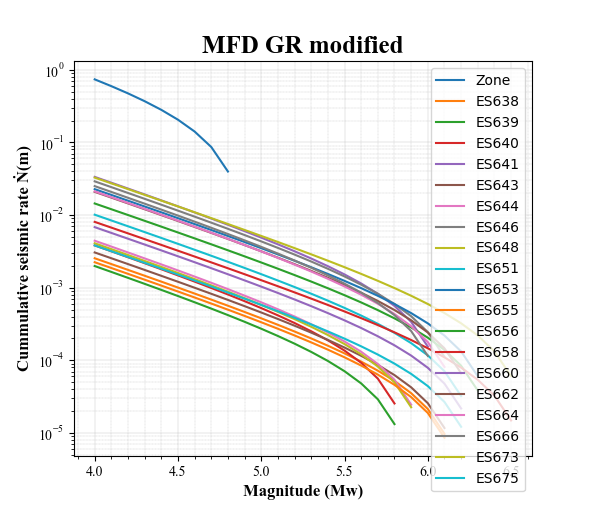 MFD GR modified
Cummulative seismic rate Ṅ(m)
10⁰
10⁻¹
10⁻²
10⁻³
10⁻⁴
10⁻⁵
4.0 4.5 5.0 5.5 6.0 6.5
Magnitude (Mw)
Zone
ES638
ES639
ES640
ES641
ES643
ES644
ES646
ES648
ES651
ES653
ES655
ES656
ES658
ES660
ES662
ES664
ES666
ES673
ES675